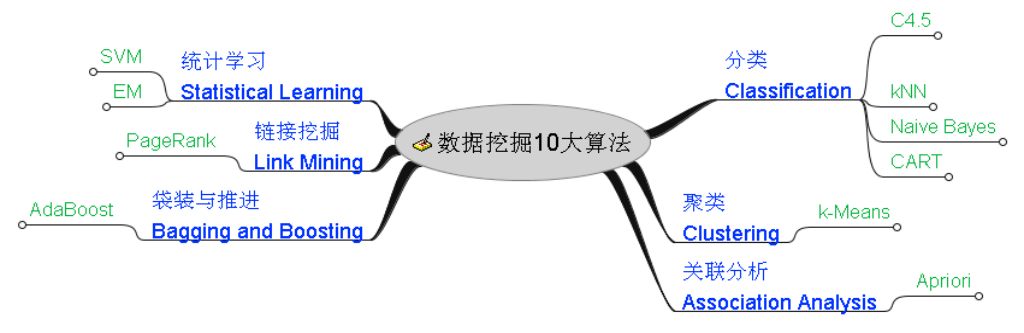 数据挖掘10大算法
分类
Classification
C4.5
kNN
Naive Bayes
CART
聚类
Clustering
k-Means
关联分析
Association Analysis
Apriori
统计学习
Statistical Learning
SVM
EM
链接挖掘
Link Mining
PageRank
袋装与推进
Bagging and Boosting
AdaBoost